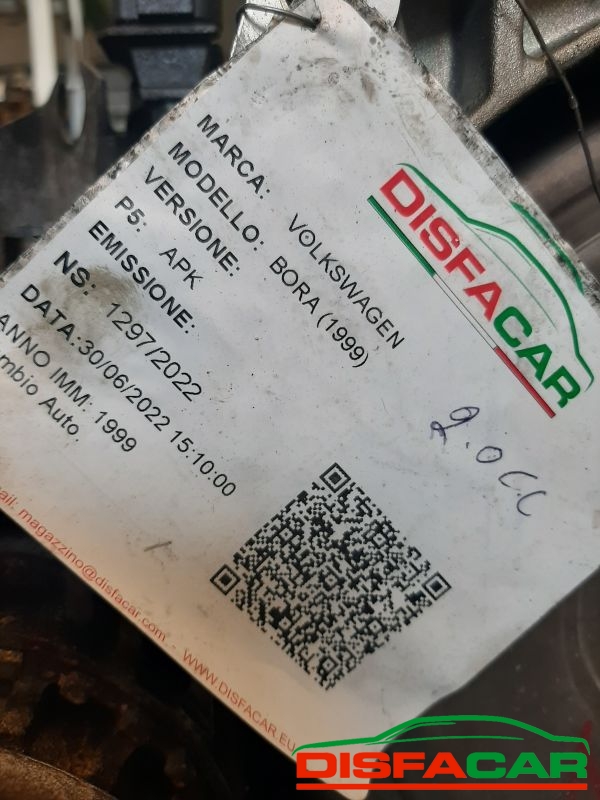 DISFACAR
MARCA: VOLKSWAGEN
MODELLO: BORA (1999)
VERSIONE:
P5: APK
EMISSIONE:
NS: 1297/2022
DATA:30/06/2022 15:10:00
ANNO IMM: 1999
mbio Auto.
2.0CC
ail: magazzino@disfacar.com - WWW.DISFACAR.EU
DISFACAR